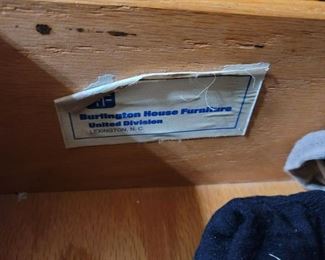 Burlington House Furniture
United Division
LEXINGTON, N.C.